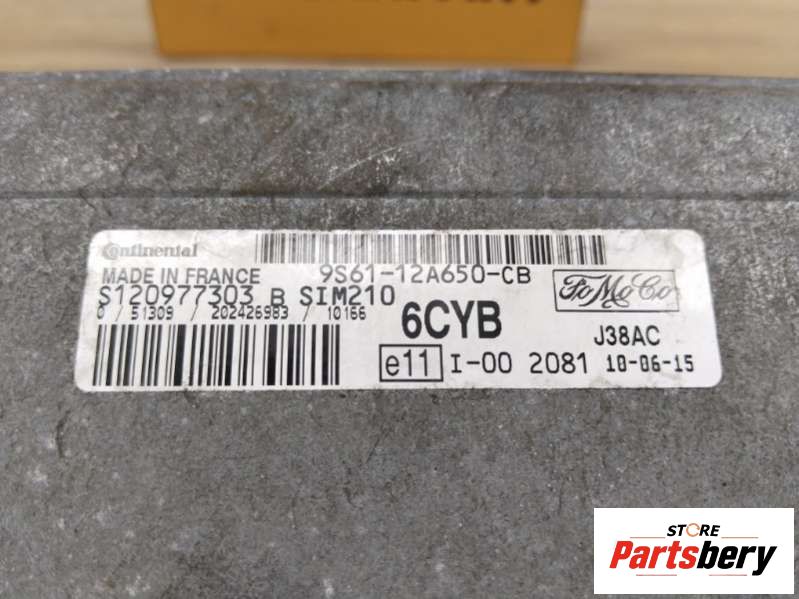 Continental
MADE IN FRANCE
9S61-12A650-CB
S120977303 B SIM210
0 / 51309 / 202426983 / 10166
6CYB
FoMoCo
J38AC
e11 I-00 2081 10-06-15
STORE
Partsbery